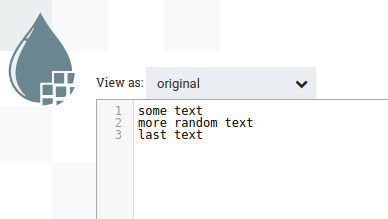 View as: original
1 some text
2 more random text
3 last text